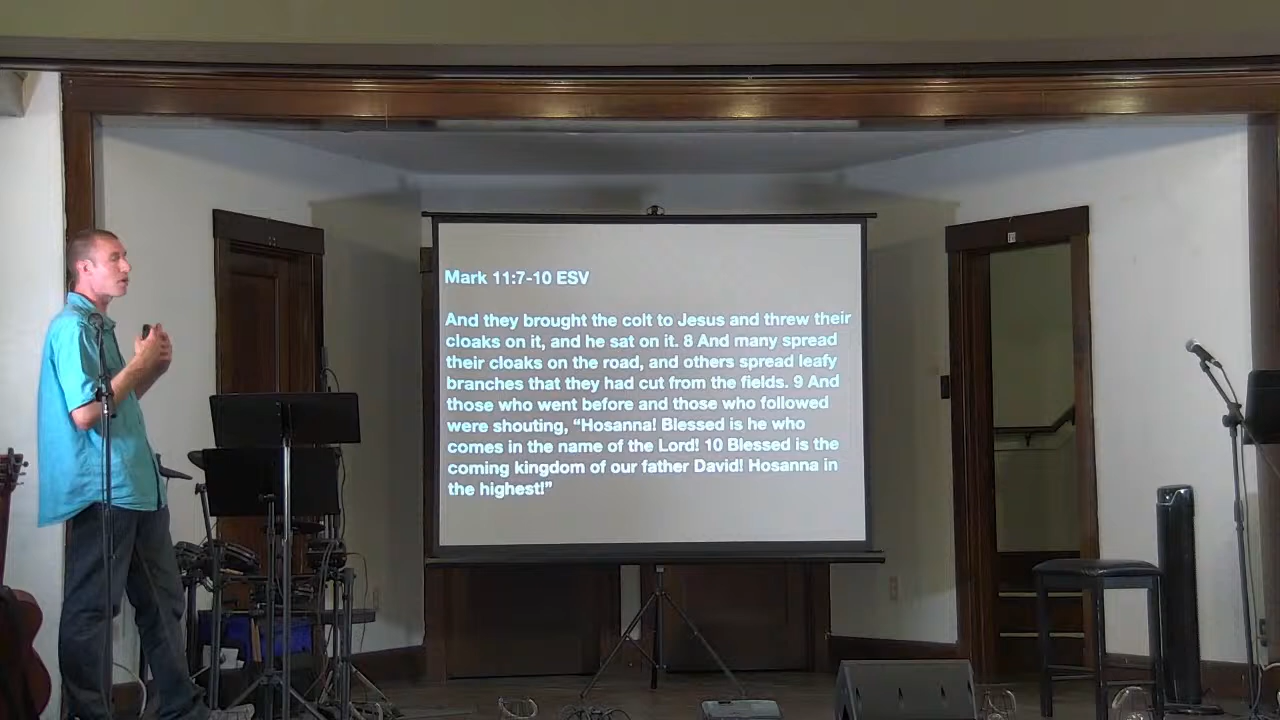 Mark 11:7-10 ESV
And they brought the colt to Jesus and threw their
cloaks on it, and he sat on it. 8 And many spread
their cloaks on the road, and others spread leafy
branches that they had cut from the fields. 9 And
those who went before and those who followed
were shouting, “Hosanna! Blessed is he who
comes in the name of the Lord! 10 Blessed is the
coming kingdom of our father David! Hosanna in
the highest!”